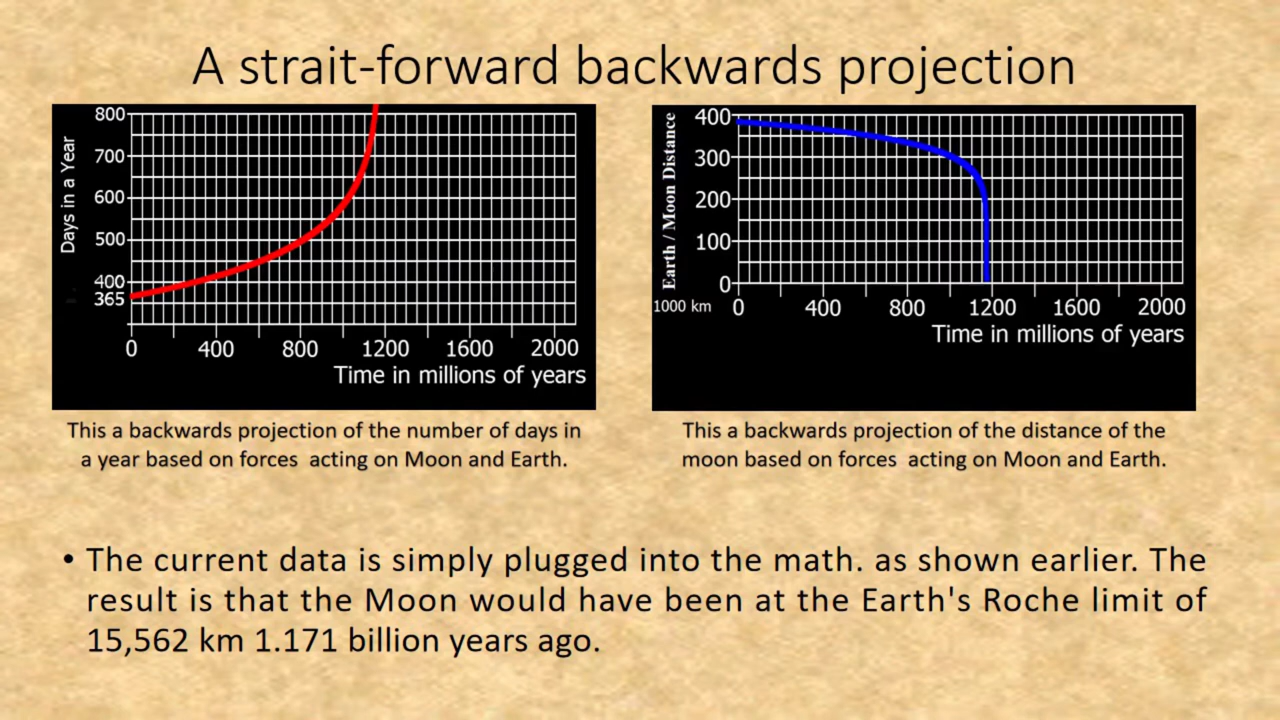 A strait-forward backwards projection
Days in a Year
800
700
600
500
400
365
0 400 800 1200 1600 2000
Time in millions of years
Earth / Moon Distance
400
300
200
100
0
1000 km 0 400 800 1200 1600 2000
Time in millions of years
This a backwards projection of the number of days in
a year based on forces acting on Moon and Earth.
This a backwards projection of the distance of the
moon based on forces acting on Moon and Earth.
• The current data is simply plugged into the math. as shown earlier. The
result is that the Moon would have been at the Earth's Roche limit of
15,562 km 1.171 billion years ago.